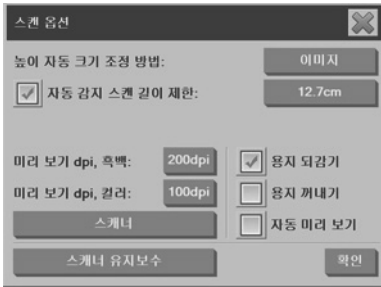 스캔 옵션
높이 자동 크기 조정 방법: 이미지
자동 감지 스캔 길이 제한: 12.7cm
미리 보기 dpi, 흑백: 200dpi 용지 되감기
미리 보기 dpi, 컬러: 100dpi 용지 꺼내기
스캐너 자동 미리 보기
스캐너 유지보수 확인